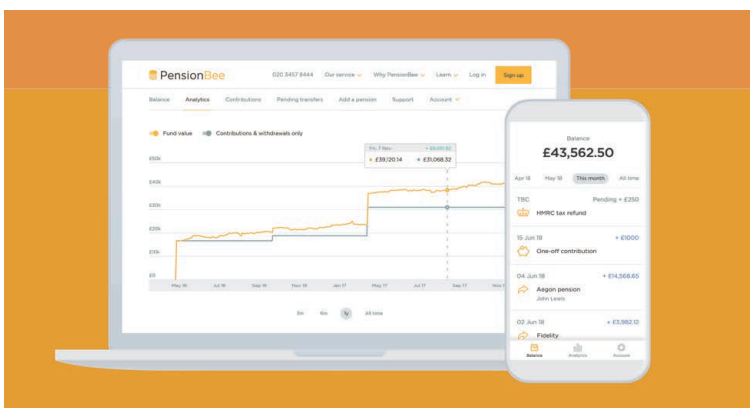 PensionBee
020 3457 8444 Our service Why PensionBee Learn Log in Sign up
Balance Analytics Contributions Pending transfers Add a pension Support Account
Fund value Contributions & withdrawals only
Fri, 7 Nov
£39,120.14 £31,068.32
£50k
£40k
£30k
£20k
£10k
£0
May 16 Jul 16 Sep 16 Nov 16 Jan 17 May 17 Jul 17 Sep 17 Nov 1
3m 6m 1y All time
Balance
£43,562.50
Apr 18 May 18 This month All time
TBC Pending + £250
HMRC tax refund
15 Jun 18 + £1000
One-off contribution
04 Jun 18 + £14,568.65
Aegon pension
John Lewis
02 Jun 18 + £3,982.12
Fidelity
Balance Analytics Account